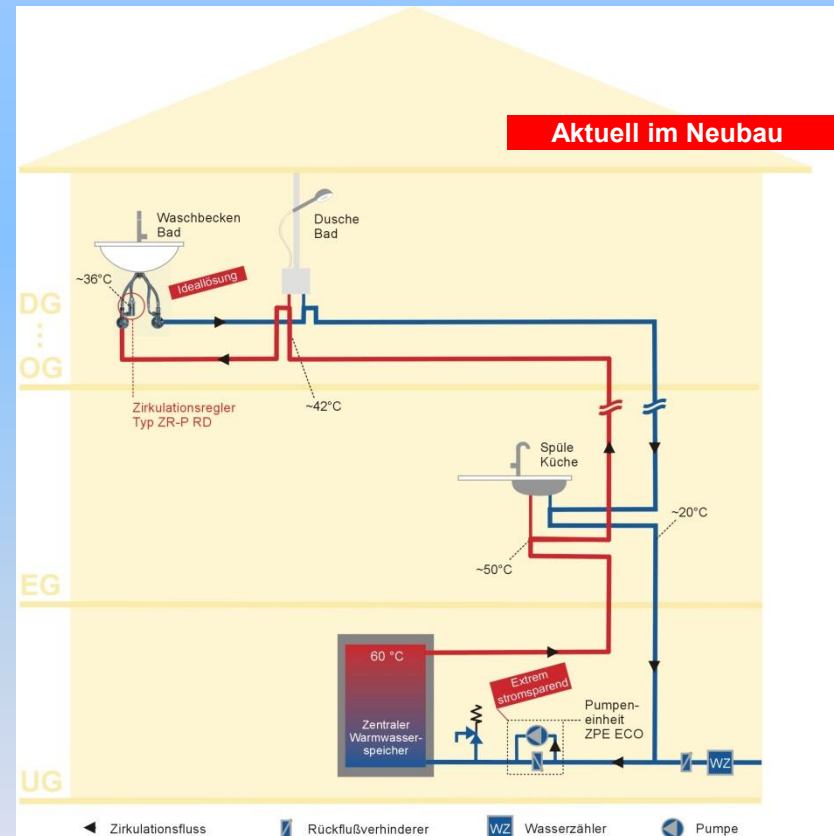 Aktuell im Neubau
Waschbecken
Bad
Dusche
Bad
~36°C
Ideallösung
DG
OG
Zirkulationsregler
Typ ZR-P RD
~42°C
Spüle
Küche
~20°C
~50°C
EG
60 °C
Extrem
stromsparend
Pumpen-
einheit
ZPE ECO
Zentraler
Warmwasser-
speicher
WZ
UG
Zirkulationsfluss
Rückflußverhinderer
WZ Wasserzähler
Pumpe